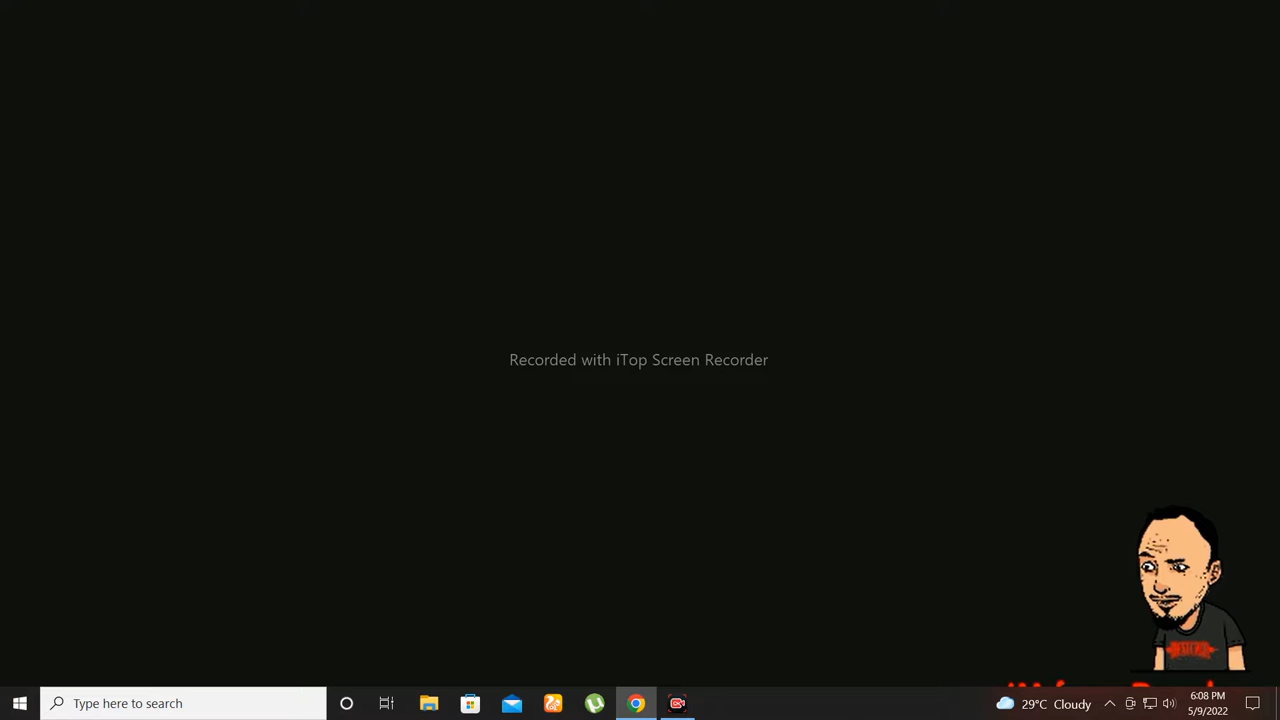 Recorded with iTop Screen Recorder
Type here to search
29°C Cloudy
6:08 PM
5/9/2022